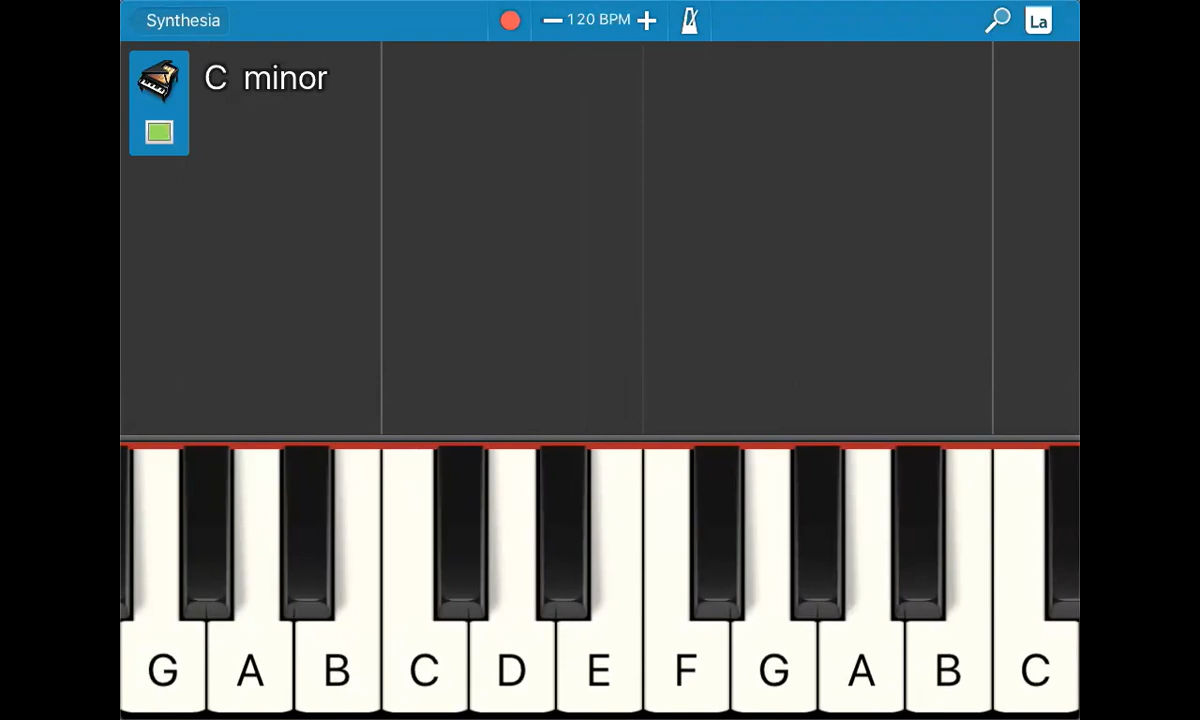 Synthesia
120 BPM
La
C minor
G A B C D E F G A B C